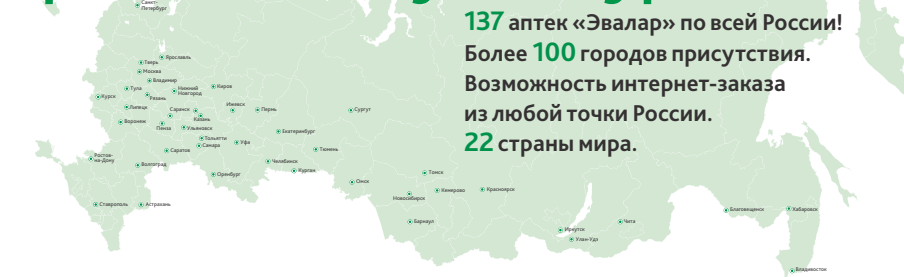 137 аптек «Эвалар» по всей России!
Более 100 городов присутствия.
Возможность интернет-заказа
из любой точки России.
22 страны мира.
Санкт-
Петербург
Ярославль
Тверь
Москва
Владимир
Тула
Нижний
Новгород
Киров
Курск
Рязань
Липецк
Саранск
Ижевск
Пермь
Сургут
Казань
Воронеж
Пенза
Ульяновск
Екатеринбург
Тольятти
Самара
Уфа
Саратов
Тюмень
Ростов-
на-Дону
Волгоград
Челябинск
Оренбург
Курган
Томск
Омск
Кемерово
Красноярск
Новосибирск
Ставрополь
Астрахань
Барнаул
Чита
Благовещенск
Хабаровск
Иркутск
Улан-Удэ
Владивосток